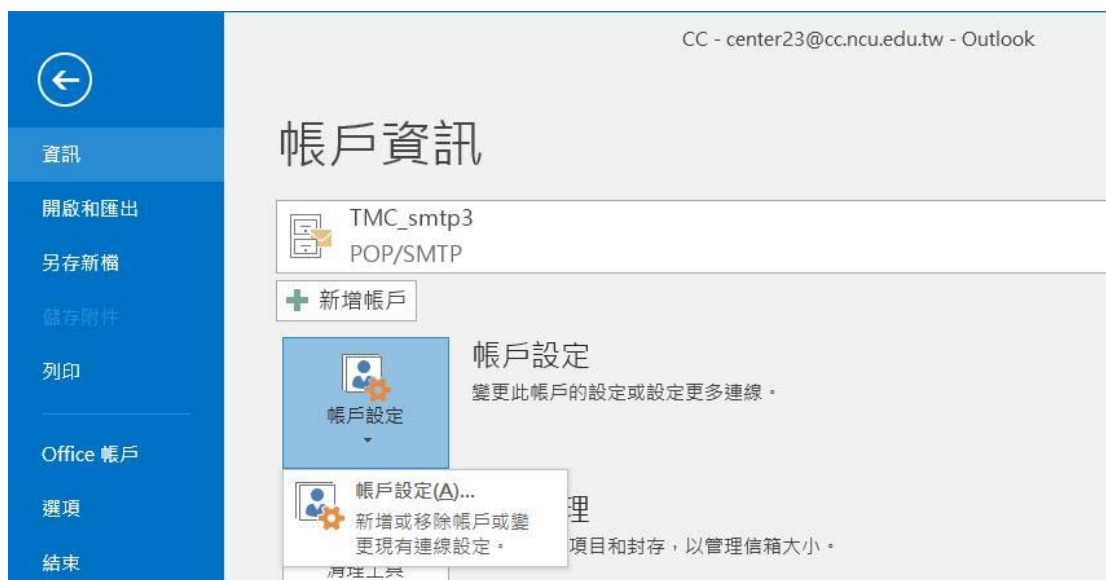 CC - center23@cc.ncu.edu.tw - Outlook
資訊
開啟和匯出
另存新檔
儲存附件
列印
Office 帳戶
選項
結束
帳戶資訊
TMC_smtp3
POP/SMTP
新增帳戶
帳戶設定
帳戶設定
變更此帳戶的設定或設定更多連線。
帳戶設定(A)...
新增或移除帳戶或變
更現有連線設定。
理
項目和封存，以管理信箱大小。
清理工具